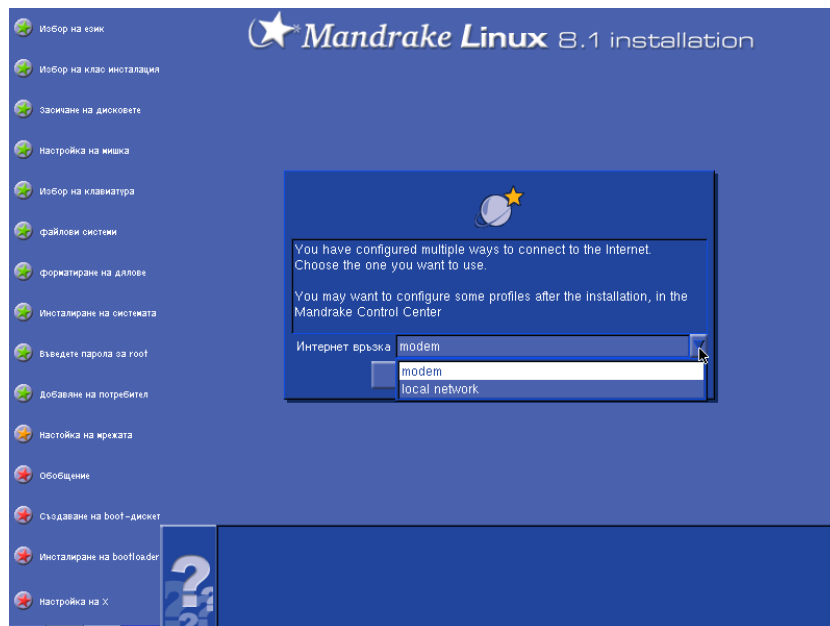 Mandrake Linux 8.1 installation
Избор на език
Избор на клас инсталация
Засичане на дисковете
Настройка на мишка
Избор на клавиатура
файлови системи
форматиране на дялове
Инсталиране на системата
Въведете парола за root
Добавяне на потребител
Настойка на мрежата
Обобщение
Създаване на boot-дискет
Инсталиране на bootloader
Настройка на X
You have configured multiple ways to connect to the Internet.
Choose the one you want to use.
You may want to configure some profiles after the installation, in the
Mandrake Control Center
Интернет връзка modem
modem
local network